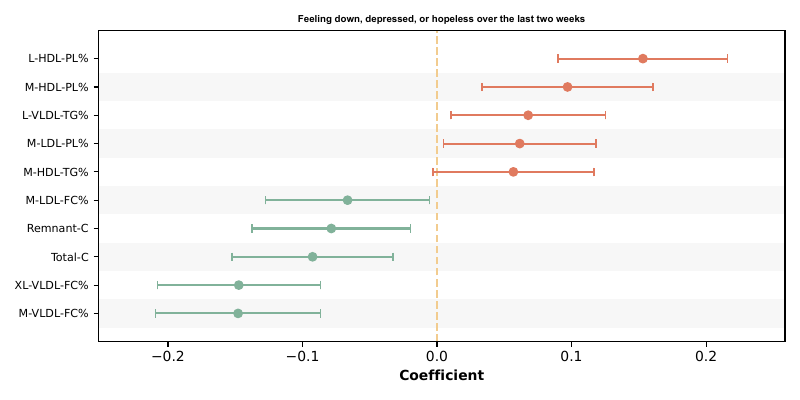 Feeling down, depressed, or hopeless over the last two weeks
L-HDL-PL%
M-HDL-PL%
L-VLDL-TG%
M-LDL-PL%
M-HDL-TG%
M-LDL-FC%
Remnant-C
Total-C
XL-VLDL-FC%
M-VLDL-FC%
−0.2 −0.1 0.0 0.1 0.2
Coefficient